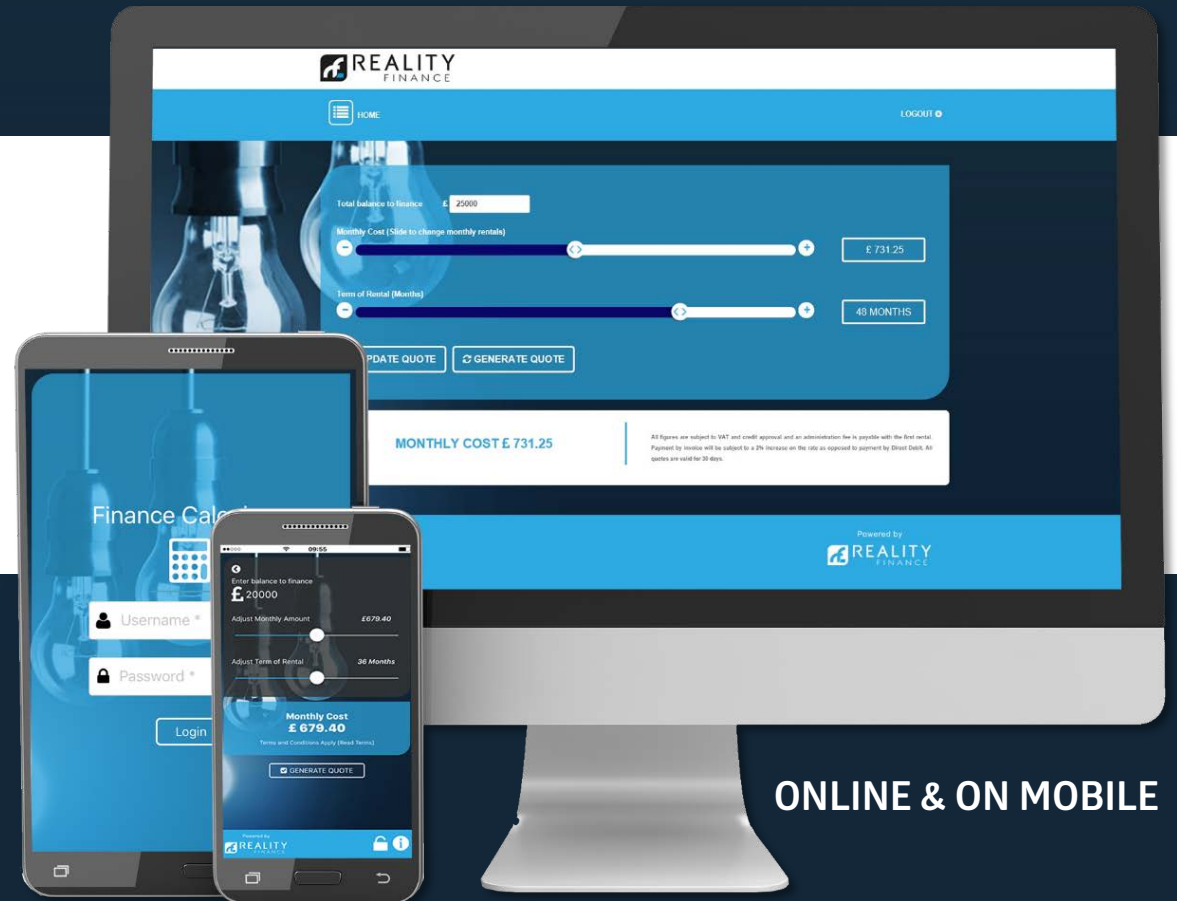 REALITY
FINANCE
HOME
LOGOUT
Total balance to finance £ 25000
Monthly Cost (Slide to change monthly rentals)
£ 731.25
Term of Rental (Months)
48 MONTHS
PDATE QUOTE
GENERATE QUOTE
MONTHLY COST £ 731.25
All figures are subject to VAT and credit approval and an administration fee is payable with the first rental.
Payment by invoice will be subject to a 2% increase on the rate as opposed to payment by Direct Debit. All
quotes are valid for 30 days.
Powered by
REALITY
FINANCE
Finance Cal
Username *
Password *
Login
09:55
Enter balance to finance
£ 20000
Adjust Monthly Amount £679.40
Adjust Term of Rental 36 Months
Monthly Cost
£ 679.40
Terms and Conditions Apply (Read Terms)
GENERATE QUOTE
Powered by
REALITY
FINANCE
ONLINE & ON MOBILE